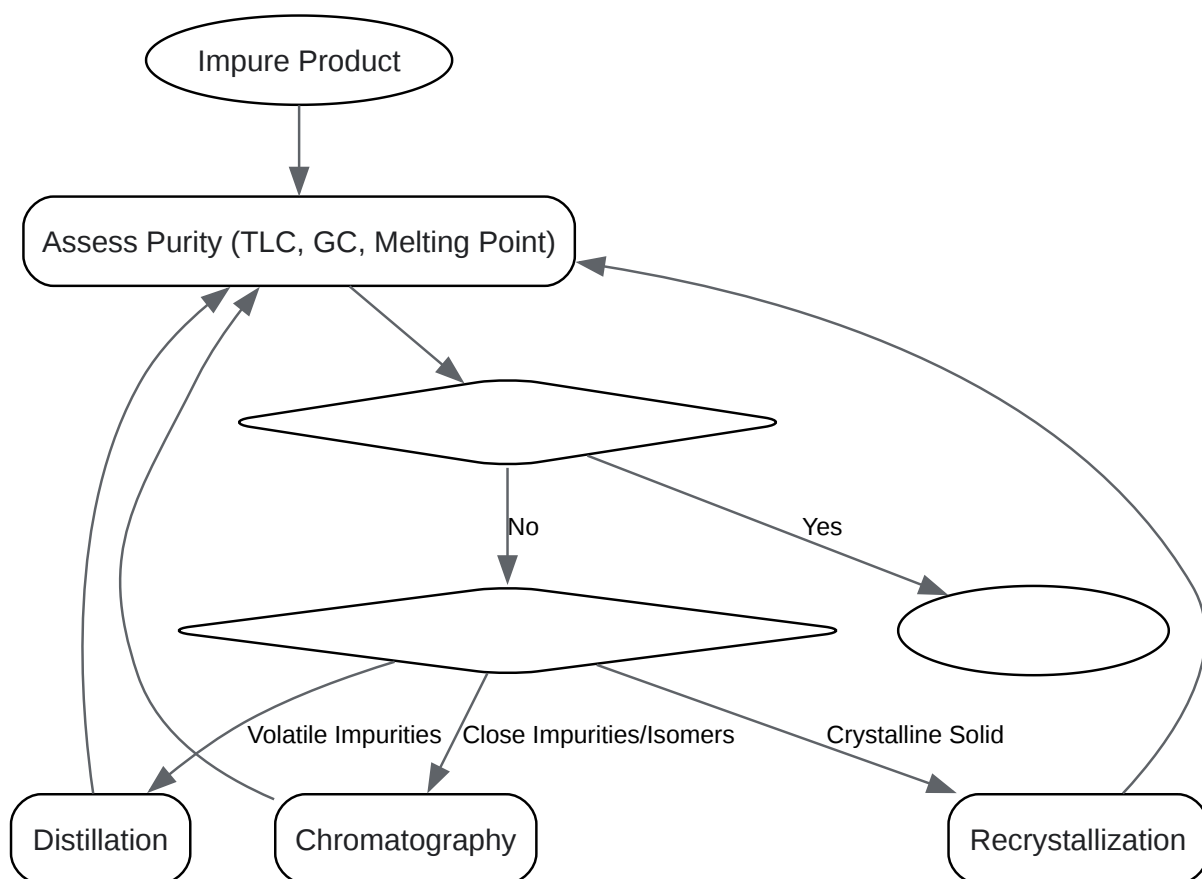 Impure Product
Assess Purity (TLC, GC, Melting Point)
No
Yes
Volatile Impurities
Close Impurities/Isomers
Crystalline Solid
Distillation
Chromatography
Recrystallization